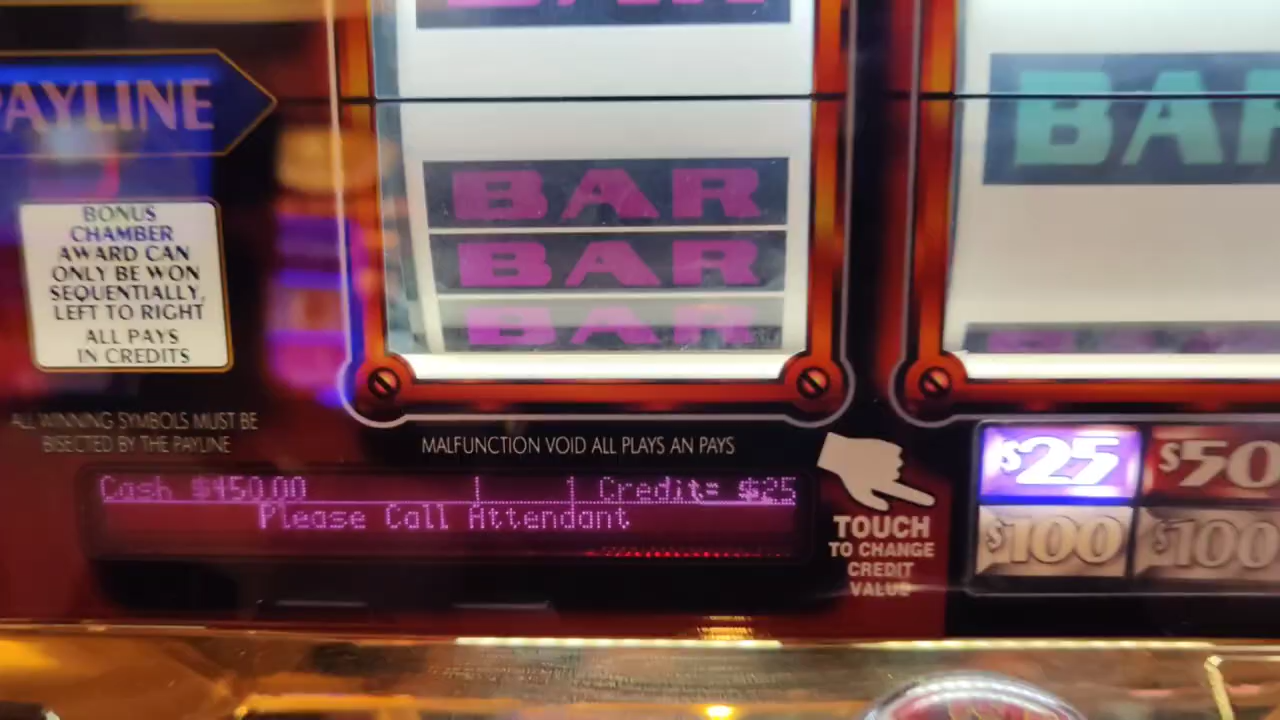 BAR
PAYLINE
BAR
BAR
BAR
BAR
BONUS
CHAMBER
AWARD CAN
ONLY BE WON
SEQUENTIALLY,
LEFT TO RIGHT
ALL PAYS
IN CREDITS
ALL WINNING SYMBOLS MUST BE
BISECTED BY THE PAYLINE
MALFUNCTION VOID ALL PLAYS AN PAYS
Cash $450.00 1 Credit= $25
Please Call Attendant
TOUCH
TO CHANGE
CREDIT
VALUE
$25 $50
$100 $100